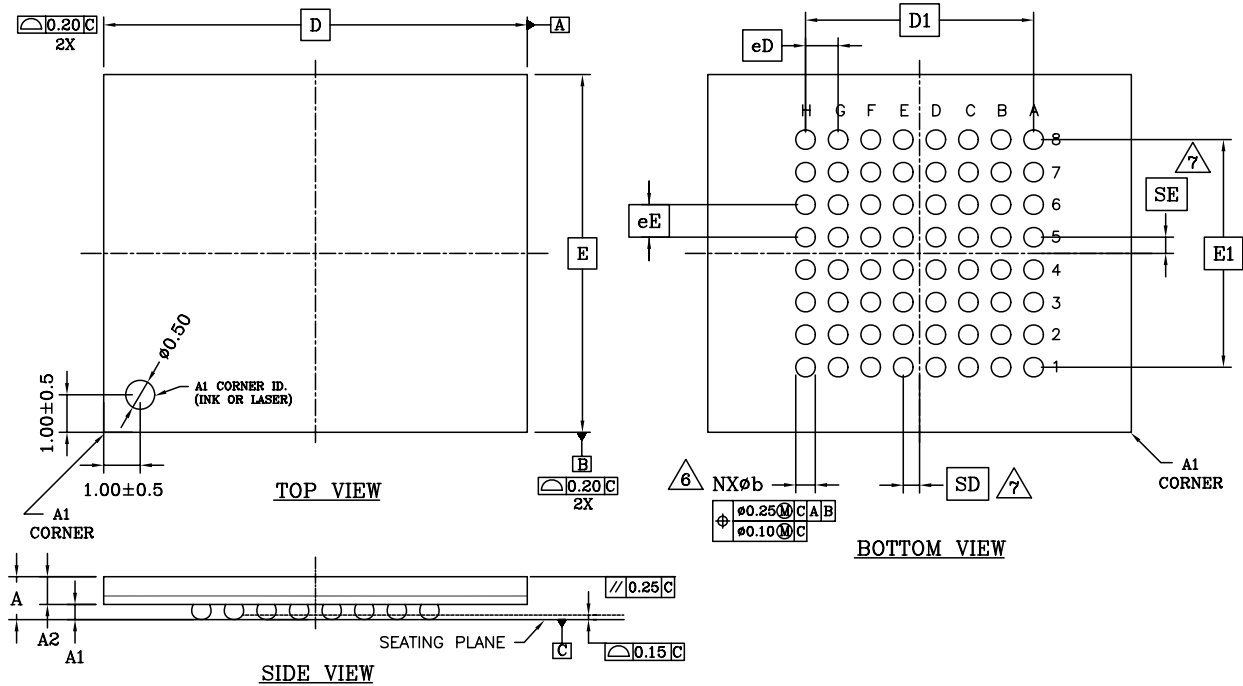 ⌓ 0.20 C
2X
D
A
E
B
⌓ 0.20 C
2X
ø0.50
A1 CORNER ID.
(INK OR LASER)
1.00±0.5
1.00±0.5
A1
CORNER
TOP VIEW
D1
eD
H G F E D C B A
8
7
6
5
4
3
2
1
7
SE
eE
E1
6
NXøb
⌖ ø0.25Ⓜ C A B
ø0.10Ⓜ C
SD
7
A1
CORNER
BOTTOM VIEW
A
A2
A1
// 0.25 C
SEATING PLANE
C
⌓ 0.15 C
SIDE VIEW